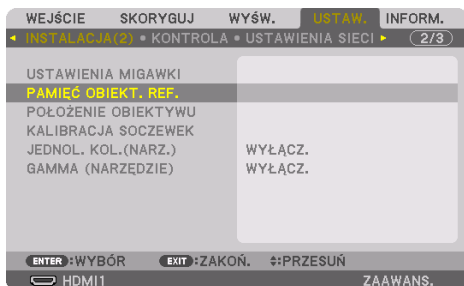 WEJŚCIE SKORYGUJ WYŚW. USTAW. INFORM.
INSTALACJA(2) • KONTROLA • USTAWIENIA SIECI 2/3
USTAWIENIA MIGAWKI
PAMIĘĆ OBIEKT. REF.
POŁOŻENIE OBIEKTYWU
KALIBRACJA SOCZEWEK
JEDNOL. KOL.(NARZ.) WYŁĄCZ.
GAMMA (NARZĘDZIE) WYŁĄCZ.
ENTER :WYBÓR EXIT :ZAKOŃ. :PRZESUŃ
HDMI1 ZAAWANS.